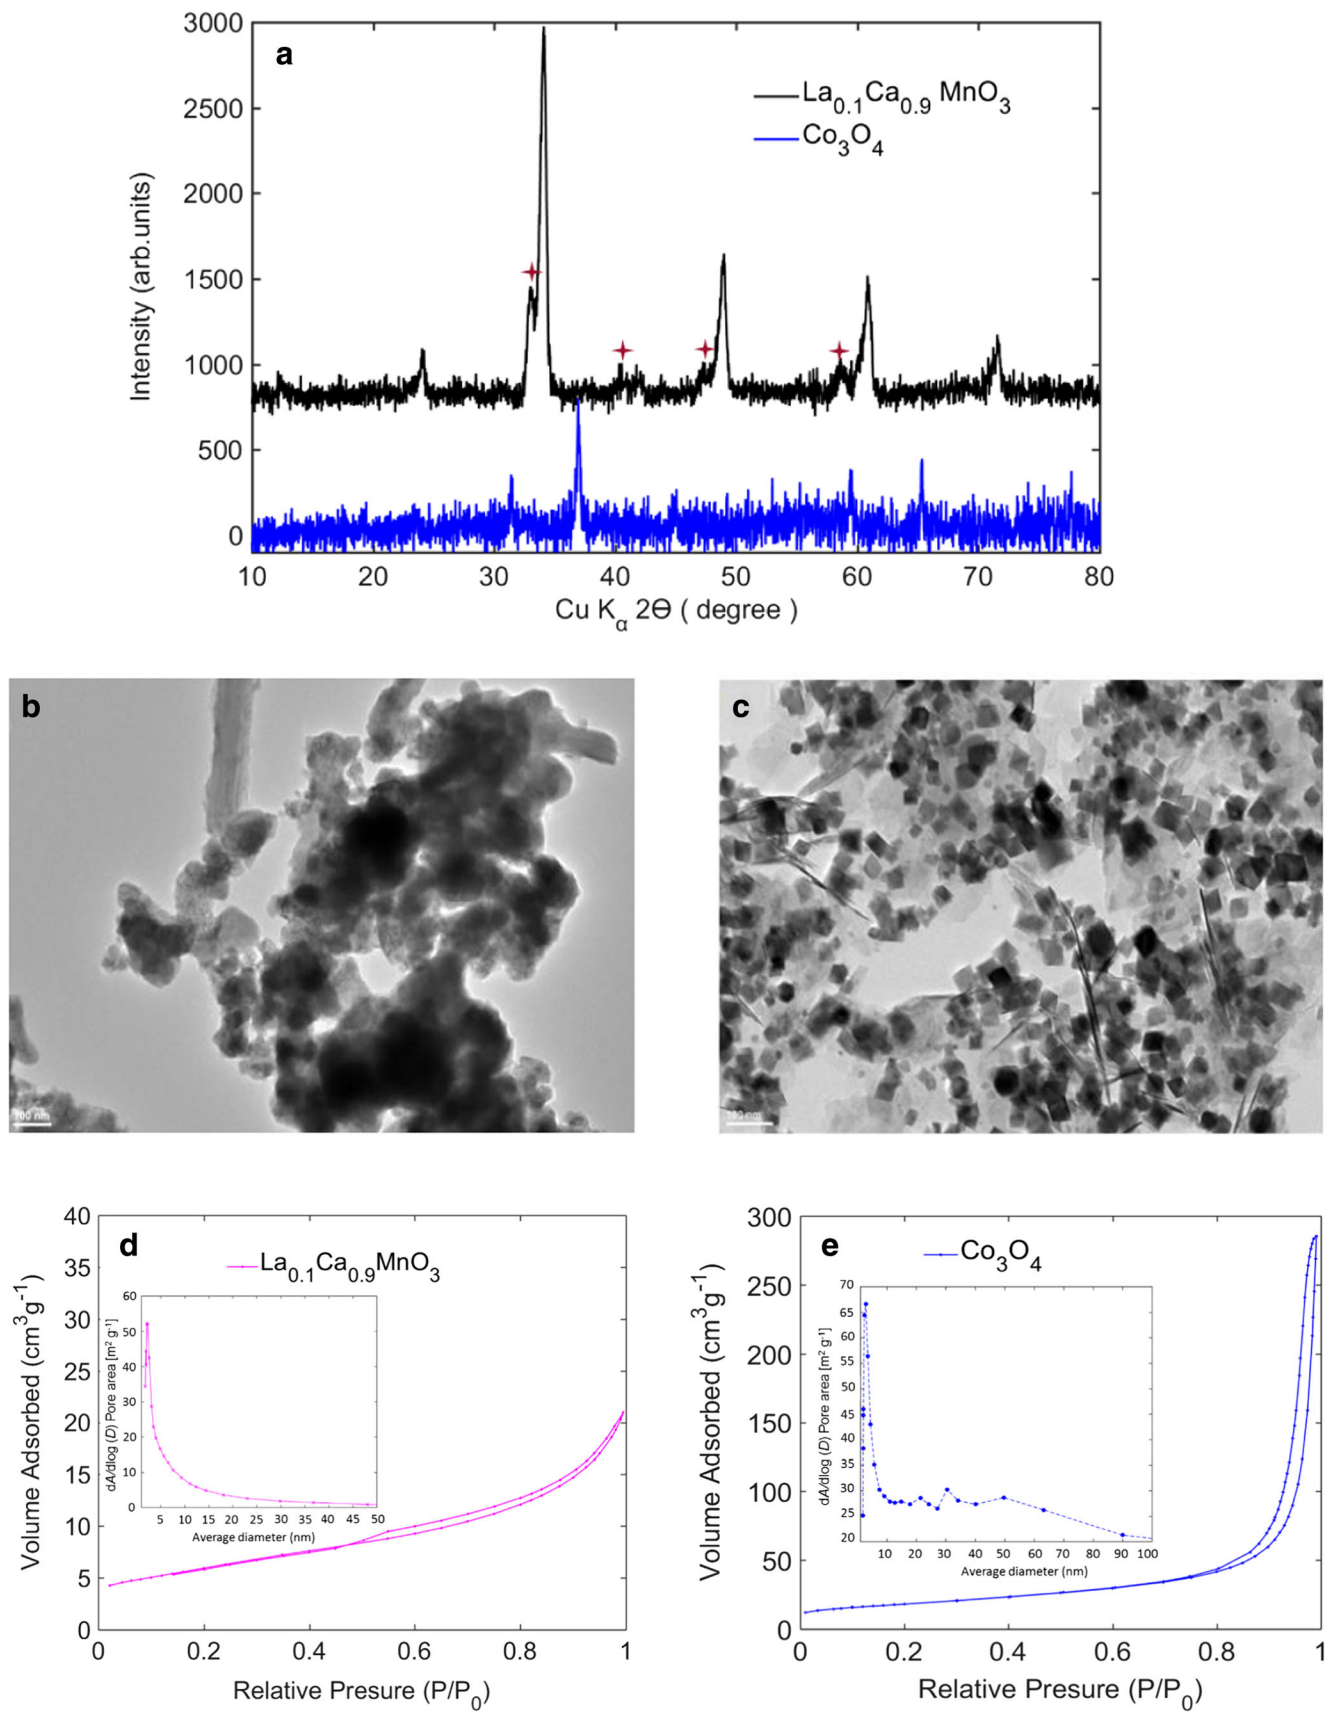 a
3000
2500
2000
1500
1000
500
0
Intensity (arb.units)
La0.1Ca0.9 MnO3
Co3O4
10 20 30 40 50 60 70 80
Cu Kα 2Θ ( degree )
b
100 nm
c
100 nm
d
40
35
30
25
20
15
10
5
0
Volume Adsorbed (cm3g-1)
La0.1Ca0.9MnO3
60
50
40
30
20
10
0
dA/dlog (D) Pore area [m2 g-1]
5 10 15 20 25 30 35 40 45 50
Average diameter (nm)
0 0.2 0.4 0.6 0.8 1
Relative Presure (P/P0)
e
300
250
200
150
100
50
0
Volume Adsorbed (cm3g-1)
Co3O4
70
65
60
55
50
45
40
35
30
25
20
dA/dlog (D) Pore area [m2 g-1]
10 20 30 40 50 60 70 80 90 100
Average diameter (nm)
0 0.2 0.4 0.6 0.8 1
Relative Presure (P/P0)